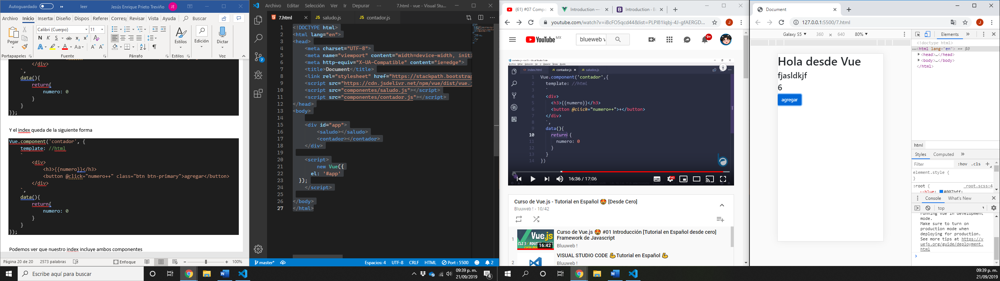 Autoguardado
leer
Jesús Enrique Prieto Treviño
JE
Archivo Inicio Insertar Diseño Dispos Referer Corresp Revisar Vista Ayuda Buscar
Pegar
Calibri (Cuerpo) 11
N K S ab x₂ x²
A A Aa A A
Estilos
Edición
Dictar
Portapapeles Fuente Párrafo Estilos Voz
</div>
`,
data(){
return{
numero: 0
}
}
});
Y el index queda de la siguiente forma
Vue.component('contador', {
template: //html
`
<div>
<h3>{{numero}}</h3>
<button @click="numero++" class="btn btn-primary">agregar</button>
</div>
`,
data(){
return{
numero: 0
}
}
});
Podemos ver que nuestro index incluye ambos componentes
Página 20 de 20 2573 palabras Enfoque 100%
Archivo Editar Selección Ver Ir Depurar ··· 7.html - vue - Visual Stu...
7.html saludo.js contador.js
7
1 <!DOCTYPE html>
2 <html lang="en">
3 <head>
4 <meta charset="UTF-8">
5 <meta name="viewport" content="width=device-width, initi
6 <meta http-equiv="X-UA-Compatible" content="ie=edge">
7 <title>Document</title>
8 <link rel="stylesheet" href="https://stackpath.bootstrap
9 <script src="https://cdn.jsdelivr.net/npm/vue/dist/vue.j
10 <script src="componentes/saludo.js"></script>
11 <script src="componentes/contador.js"></script>
12 </head>
13 <body>
14
15 <div id="app">
16 <saludo></saludo>
17 <contador></contador>
18 </div>
19
20 <script>
21 new Vue({
22 el: '#app'
23 });
24 </script>
25
26 </body>
27 </html>
master* Espacios: 4 UTF-8 CRLF HTML Port : 5500 2
(61) #07 Compo Introduction — Introduction · B
youtube.com/watch?v=iBcFO5qcd44&list=PLPl81lqbj-4J-gfAERGD...
J
YouTube MX
blueweb v
9+
contador.js - sin CLI - Visual Studio Code
index.html contador.js saludos.js
1 Vue.component('contador',{
2 template: //html
3 `
4 <div>
5 <h3>{{numero}}</h3>
6 <button @click="numero++">+</button>
7 </div>
8 `,
9 data(){
10 return {
11 numero: 0
12 }
13 }
14 })
16:36 / 17:06
HD
Curso de Vue.js - Tutorial en Español 😍 [Desde Cero]
Bluuweb ! - 10/42
1
Vue.js
CLI 3 / ROUTER
16:42
Curso de Vue.js 😍 #01 Introducción [Tutorial en Español desde cero]
Framework de Javascript
Bluuweb !
2
VISUAL STUDIO CODE 💪Tutorial en Español 💪
Bluuweb !
Document
127.0.0.1:5500/7.html
J
Galaxy S5 360 × 640 80%
Hola desde Vue
fjasldkjf
6
agregar
Elements
<!doctype html>
···<html lang="en"> == $0
<head>…</head>
<body>…</body>
</html>
html
Styles Computed
Filter :hov .cls +
element.style {
}
:root { _root.scss:4
--blue: #007bff;
Console What's New
top
running Vue in development
mode.
Make sure to turn on
production mode when
deploying for production.
See more tips at https://v
uejs.org/guide/deployment.
html
Escribe aquí para buscar
09:39 p. m.
21/09/2019
4
09:39 p. m.
21/09/2019